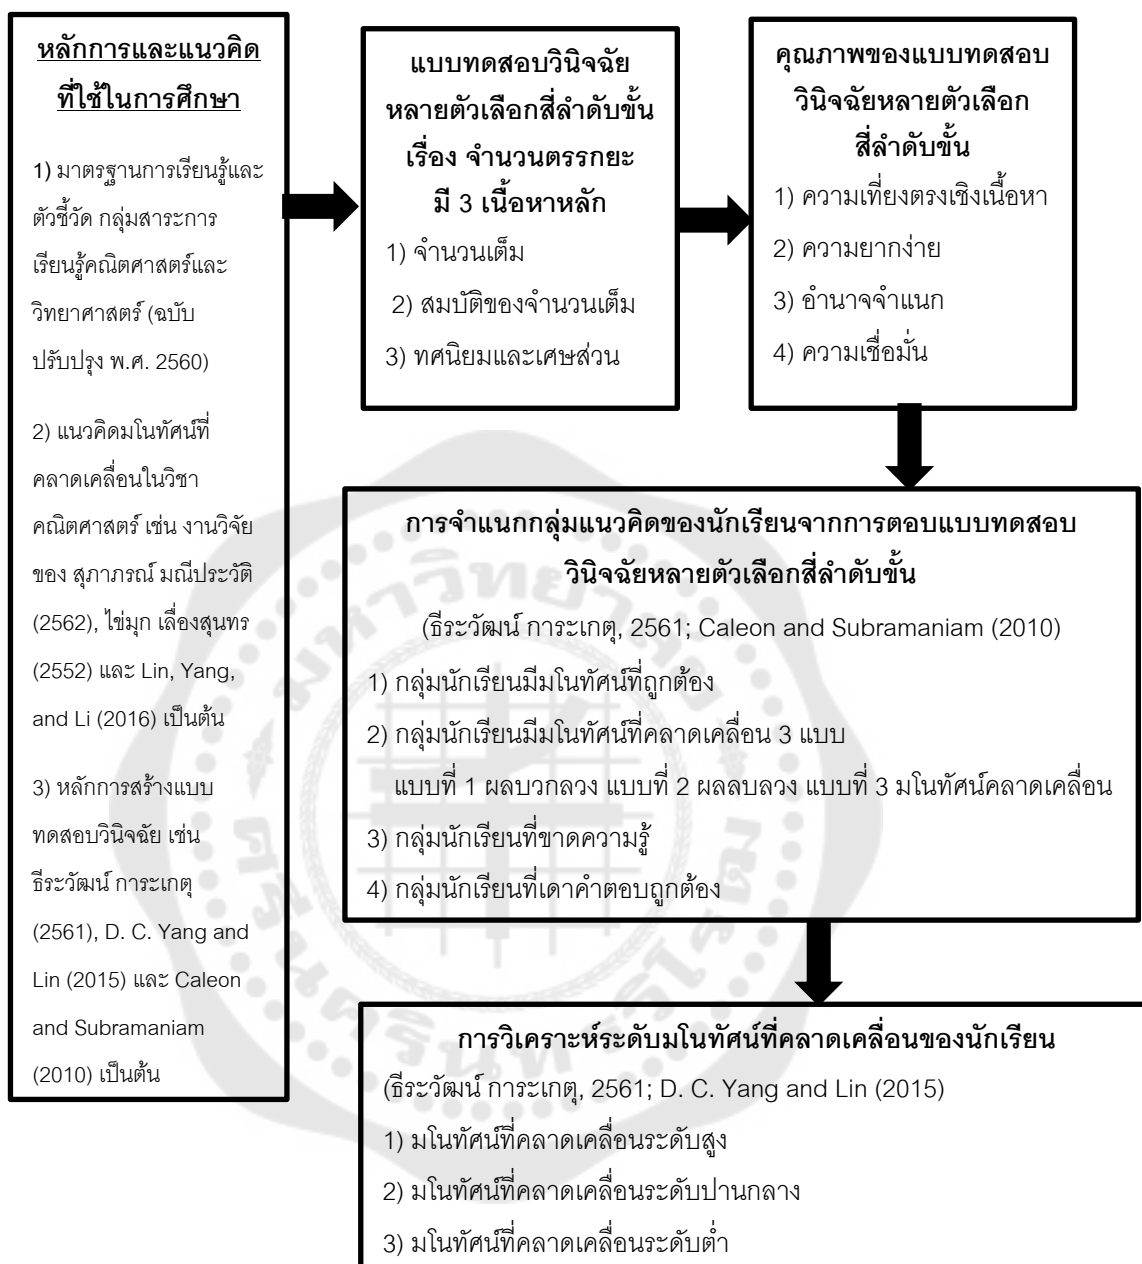 หลักการและแนวคิด
ที่ใช้ในการศึกษา
1) มาตรฐานการเรียนรู้และ
ตัวชี้วัด กลุ่มสาระการ
เรียนรู้คณิตศาสตร์และ
วิทยาศาสตร์ (ฉบับ
ปรับปรุง พ.ศ. 2560)
2) แนวคิดมโนทัศน์ที่
คลาดเคลื่อนในวิชา
คณิตศาสตร์ เช่น งานวิจัย
ของ สุภาภรณ์ มณีประวัติ
(2562), ไข่มุก เลื่องสุนทร
(2552) และ Lin, Yang,
and Li (2016) เป็นต้น
3) หลักการสร้างแบบ
ทดสอบวินิจฉัย เช่น
ธีระวัฒน์ การะเกตุ
(2561), D. C. Yang and
Lin (2015) และ Caleon
and Subramaniam
(2010) เป็นต้น
แบบทดสอบวินิจฉัย
หลายตัวเลือกสี่ลำดับขั้น
เรื่อง จำนวนตรรกยะ
มี 3 เนื้อหาหลัก
1) จำนวนเต็ม
2) สมบัติของจำนวนเต็ม
3) ทศนิยมและเศษส่วน
คุณภาพของแบบทดสอบ
วินิจฉัยหลายตัวเลือก
สี่ลำดับขั้น
1) ความเที่ยงตรงเชิงเนื้อหา
2) ความยากง่าย
3) อำนาจจำแนก
4) ความเชื่อมั่น
การจำแนกกลุ่มแนวคิดของนักเรียนจากการตอบแบบทดสอบ
วินิจฉัยหลายตัวเลือกสี่ลำดับขั้น
(ธีระวัฒน์ การะเกตุ, 2561; Caleon and Subramaniam (2010)
1) กลุ่มนักเรียนมีมโนทัศน์ที่ถูกต้อง
2) กลุ่มนักเรียนมีมโนทัศน์ที่คลาดเคลื่อน 3 แบบ
แบบที่ 1 ผลบวกลวง แบบที่ 2 ผลลบลวง แบบที่ 3 มโนทัศน์คลาดเคลื่อน
3) กลุ่มนักเรียนที่ขาดความรู้
4) กลุ่มนักเรียนที่เดาคำตอบถูกต้อง
การวิเคราะห์ระดับมโนทัศน์ที่คลาดเคลื่อนของนักเรียน
(ธีระวัฒน์ การะเกตุ, 2561; D. C. Yang and Lin (2015)
1) มโนทัศน์ที่คลาดเคลื่อนระดับสูง
2) มโนทัศน์ที่คลาดเคลื่อนระดับปานกลาง
3) มโนทัศน์ที่คลาดเคลื่อนระดับต่ำ
มหาวิทยาลัย
ศรีนครินทรวิโรฒ